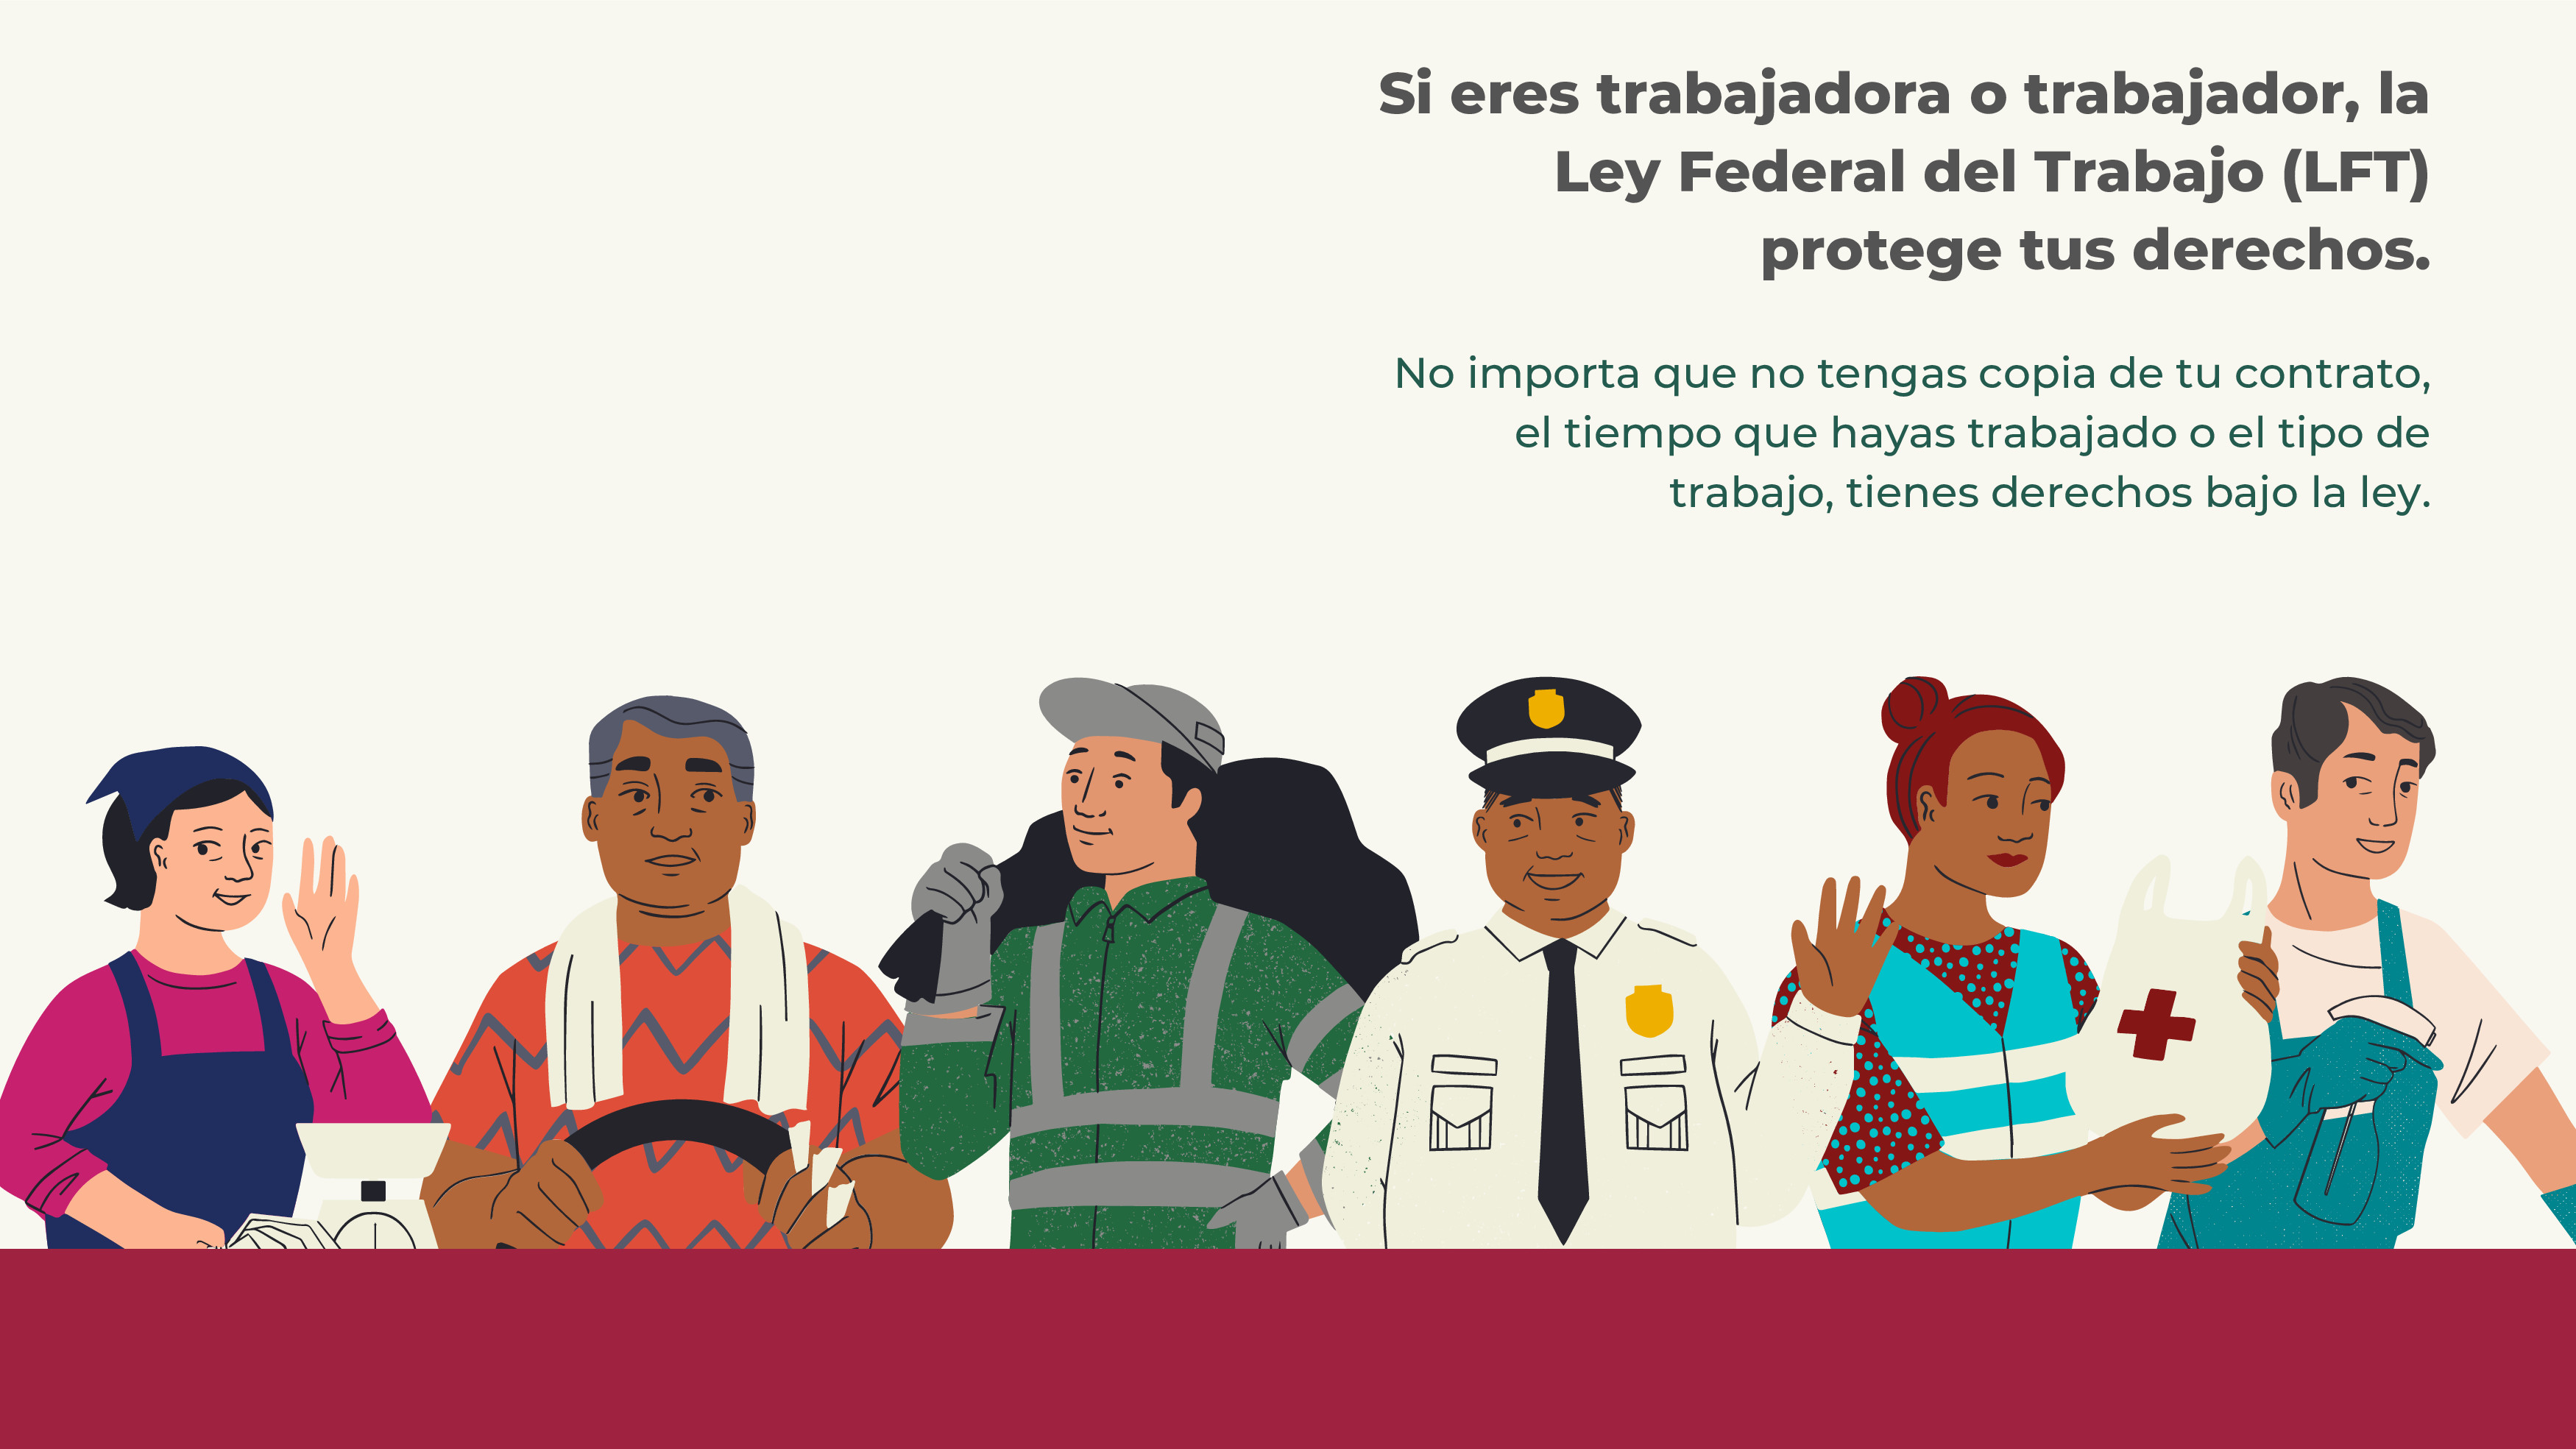 Si eres trabajadora o trabajador, la
Ley Federal del Trabajo (LFT)
protege tus derechos.
No importa que no tengas copia de tu contrato,
el tiempo que hayas trabajado o el tipo de
trabajo, tienes derechos bajo la ley.